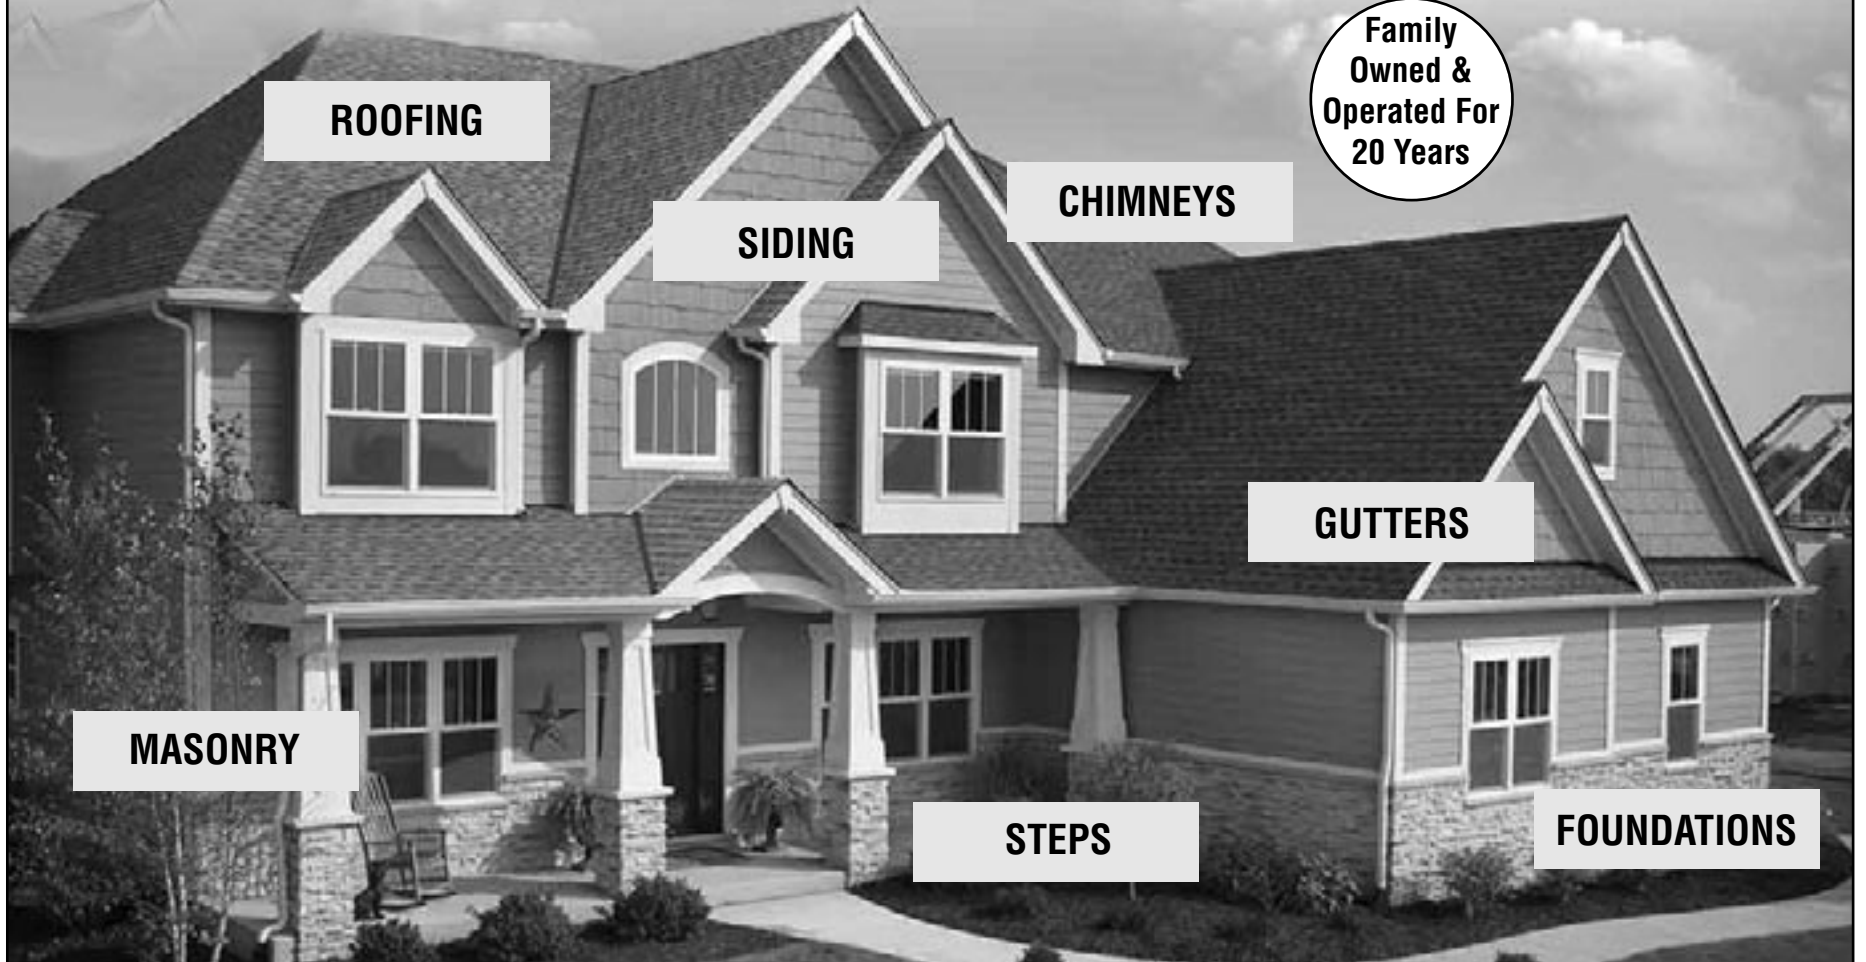 Family
Owned &
Operated For
20 Years
ROOFING
CHIMNEYS
SIDING
GUTTERS
MASONRY
STEPS
FOUNDATIONS